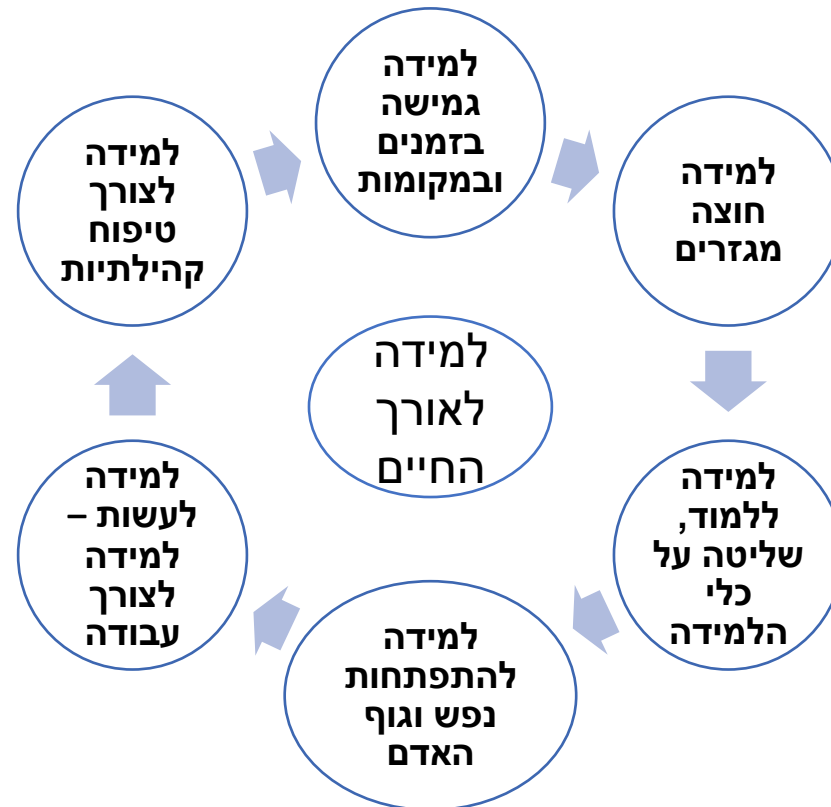 למידה
גמישה
בזמנים
ובמקומות
למידה
חוצה
מגזרים
למידה
ללמוד,
שליטה על
כלי
הלמידה
למידה
להתפתחות
נפש וגוף
האדם
למידה
לעשות –
למידה
לצורך
עבודה
למידה
לצורך
טיפוח
קהילתיות
למידה
לאורך
החיים